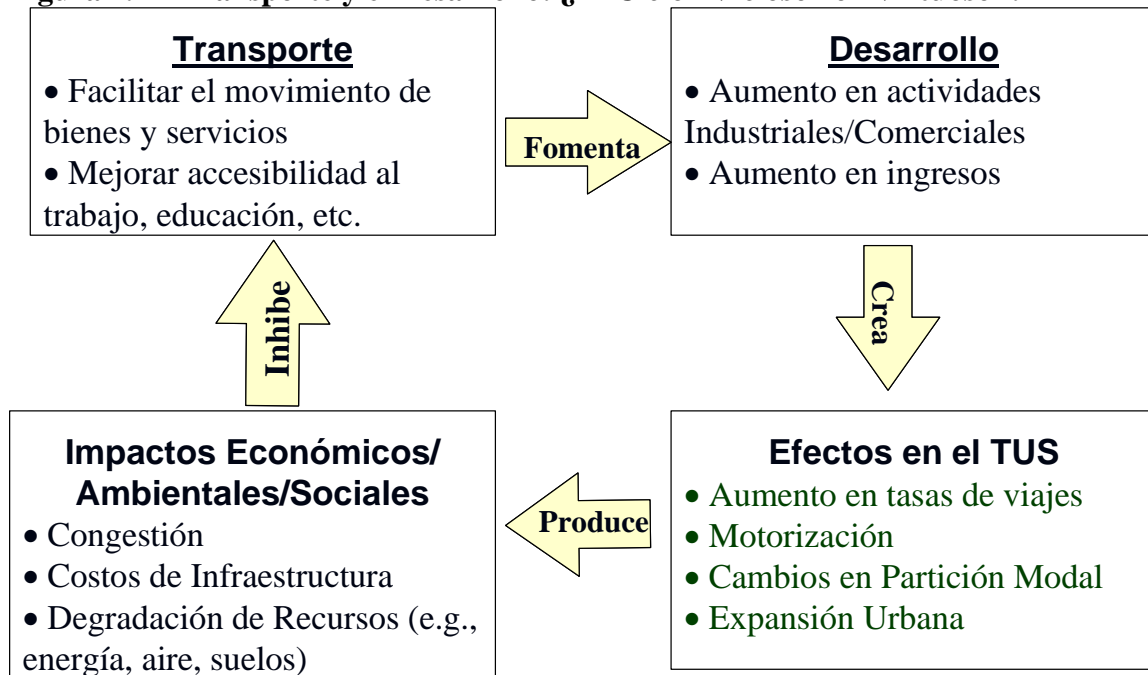 Transporte
• Facilitar el movimiento de
bienes y servicios
• Mejorar accesibilidad al
trabajo, educación, etc.
Fomenta
Desarrollo
• Aumento en actividades
Industriales/Comerciales
• Aumento en ingresos
Crea
Efectos en el TUS
• Aumento en tasas de viajes
• Motorización
• Cambios en Partición Modal
• Expansión Urbana
Produce
Impactos Económicos/
Ambientales/Sociales
• Congestión
• Costos de Infraestructura
• Degradación de Recursos (e.g.,
energía, aire, suelos)
Inhibe